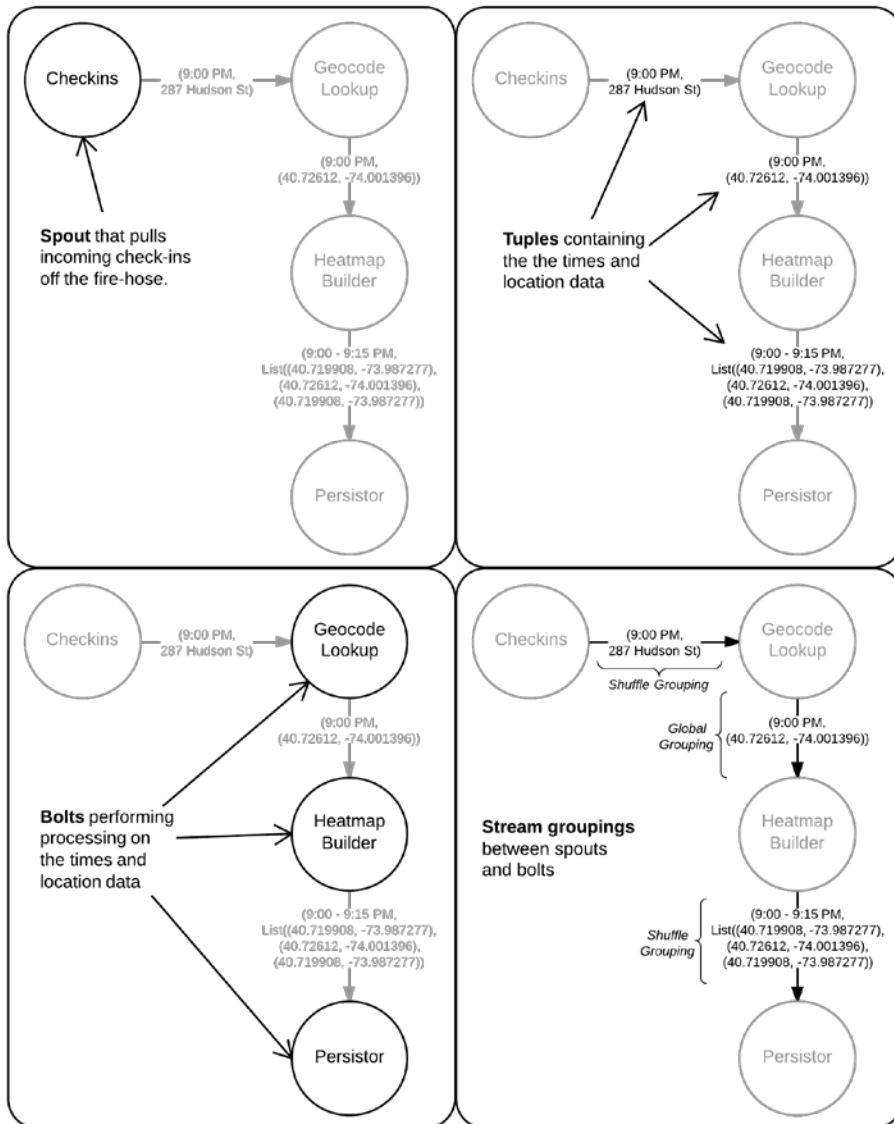 Checkins
(9:00 PM,
287 Hudson St)
Geocode
Lookup
(9:00 PM,
(40.72612, -74.001396))
Spout that pulls
incoming check-ins
off the fire-hose.
Heatmap
Builder
(9:00 - 9:15 PM,
List((40.719908, -73.987277),
(40.72612, -74.001396),
(40.719908, -73.987277))
Persistor
Checkins
(9:00 PM,
287 Hudson St)
Geocode
Lookup
(9:00 PM,
(40.72612, -74.001396))
Tuples containing
the the times and
location data
Heatmap
Builder
(9:00 - 9:15 PM,
List((40.719908, -73.987277),
(40.72612, -74.001396),
(40.719908, -73.987277))
Persistor
Checkins
(9:00 PM,
287 Hudson St)
Geocode
Lookup
(9:00 PM,
(40.72612, -74.001396))
Bolts performing
processing on
the times and
location data
Heatmap
Builder
(9:00 - 9:15 PM,
List((40.719908, -73.987277),
(40.72612, -74.001396),
(40.719908, -73.987277))
Persistor
Checkins
(9:00 PM,
287 Hudson St)
Shuffle Grouping
Geocode
Lookup
Global
Grouping
(9:00 PM,
(40.72612, -74.001396))
Stream groupings
between spouts
and bolts
Heatmap
Builder
Shuffle
Grouping
(9:00 - 9:15 PM,
List((40.719908, -73.987277),
(40.72612, -74.001396),
(40.719908, -73.987277))
Persistor